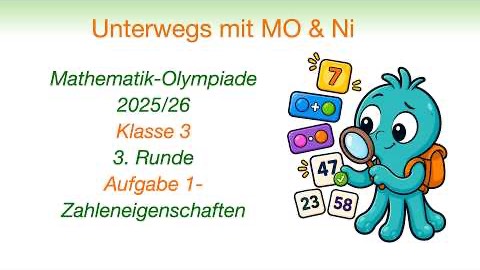 Unterwegs mit MO & Ni
Mathematik-Olympiade
2025/26
Klasse 3
3. Runde
Aufgabe 1-
Zahleneigenschaften
7
+
-
47
23
58